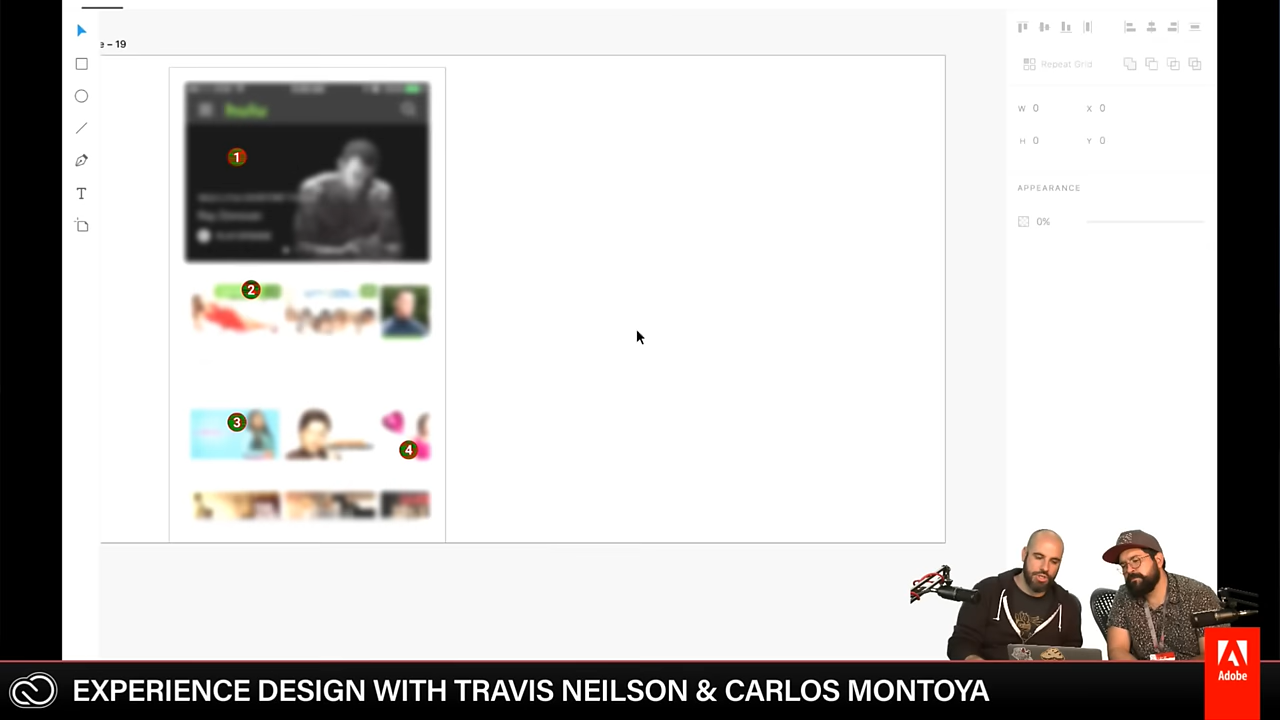 e – 19
Repeat Grid
W 0 X 0
H 0 Y 0
APPEARANCE
0%
hulu
1
2
3
4
T
EXPERIENCE DESIGN WITH TRAVIS NEILSON & CARLOS MONTOYA
Adobe